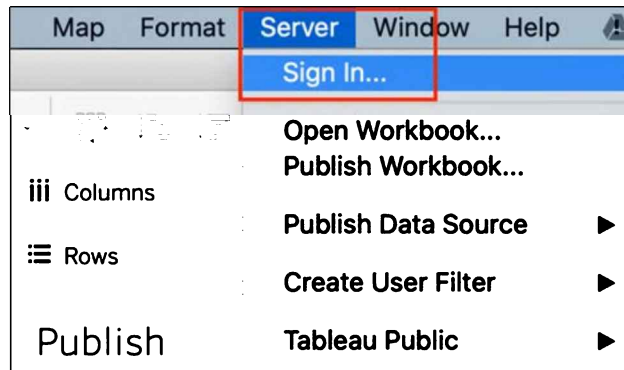 Map Format Server Window Help
Sign In...
Open Workbook...
Publish Workbook...
Columns
Publish Data Source
Rows
Create User Filter
Publish
Tableau Public